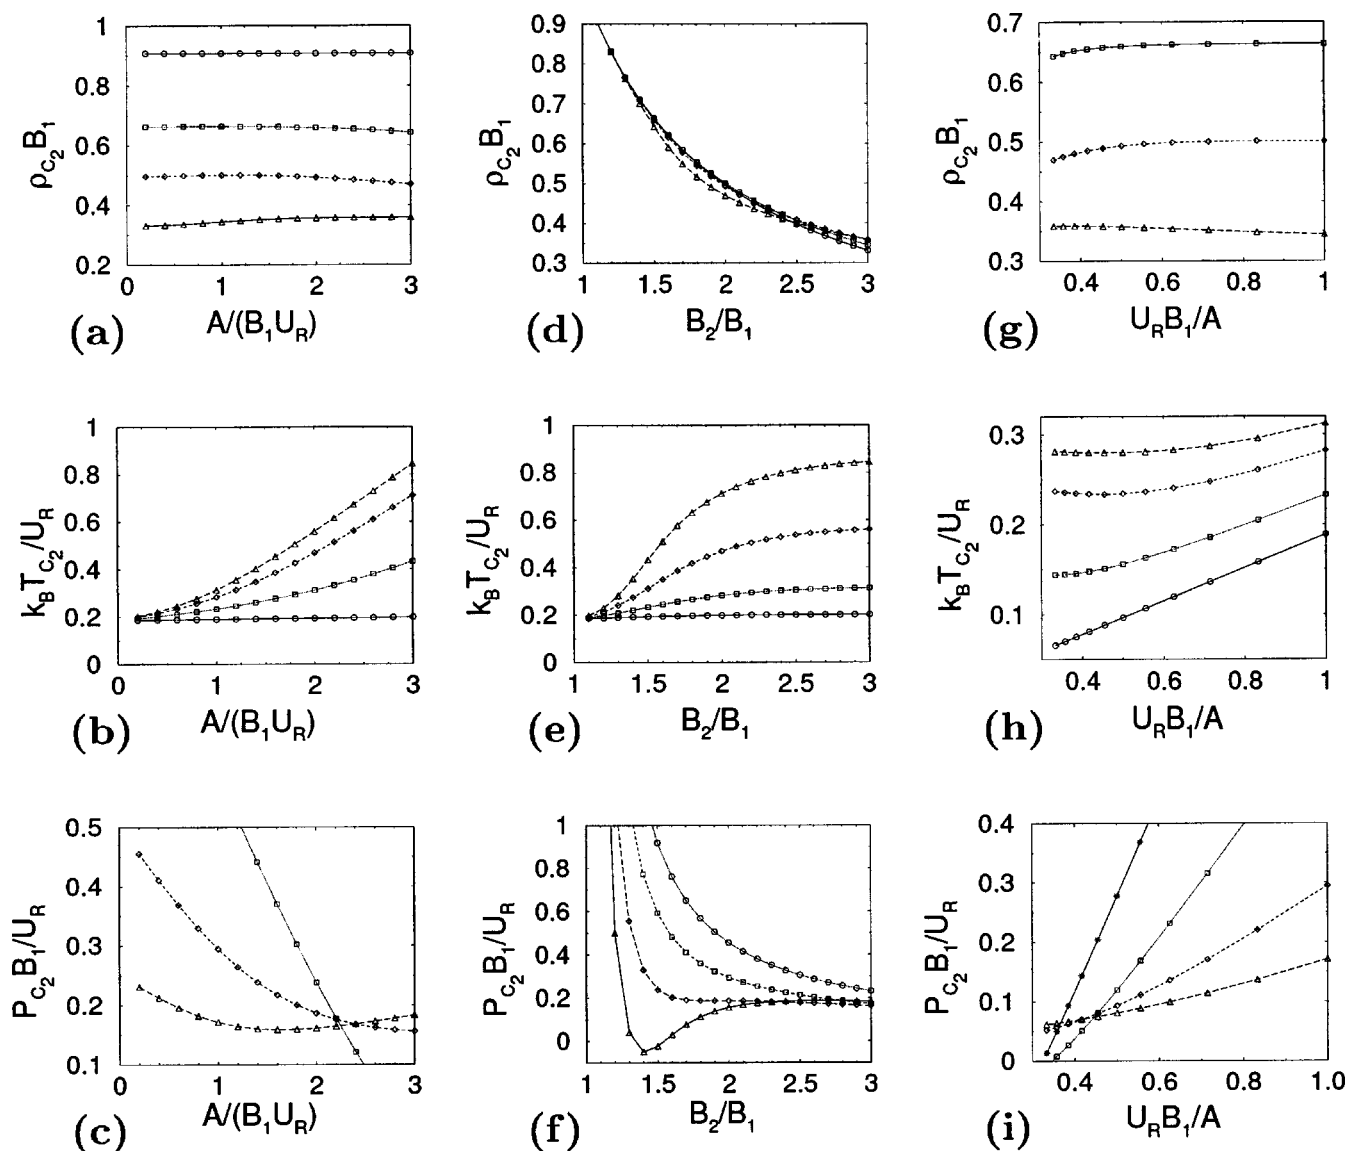 1
0.8
0.6
0.4
0.2
0 1 2 3
ρC₂B₁
A/(B₁UR)
(a)
0.9
0.8
0.7
0.6
0.5
0.4
0.3
1 1.5 2 2.5 3
ρC₂B₁
B₂/B₁
(d)
0.7
0.6
0.5
0.4
0.3
0.4 0.6 0.8 1
ρC₂B₁
URB₁/A
(g)
1
0.8
0.6
0.4
0.2
0
0 1 2 3
kBTC₂/UR
A/(B₁UR)
(b)
1
0.8
0.6
0.4
0.2
0
1 1.5 2 2.5 3
kBTC₂/UR
B₂/B₁
(e)
0.3
0.2
0.1
0.4 0.6 0.8 1
kBTC₂/UR
URB₁/A
(h)
0.5
0.4
0.3
0.2
0.1
0 1 2 3
PC₂B₁/UR
A/(B₁UR)
(c)
1
0.8
0.6
0.4
0.2
0
1 1.5 2 2.5 3
PC₂B₁/UR
B₂/B₁
(f)
0.4
0.3
0.2
0.1
0
0.4 0.6 0.8 1.0
PC₂B₁/UR
URB₁/A
(i)